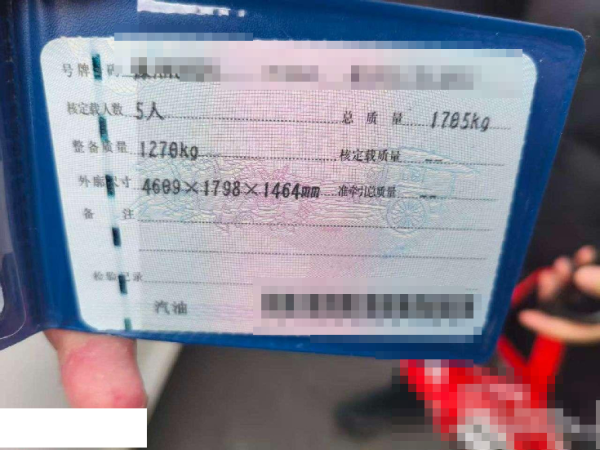 号牌号码
核定载人数 5人 总质量 1705kg
整备质量 1270kg 核定载质量 --
外廓尺寸 4609×1798×1464mm 准牵引总质量 --
备注
检验记录
汽油